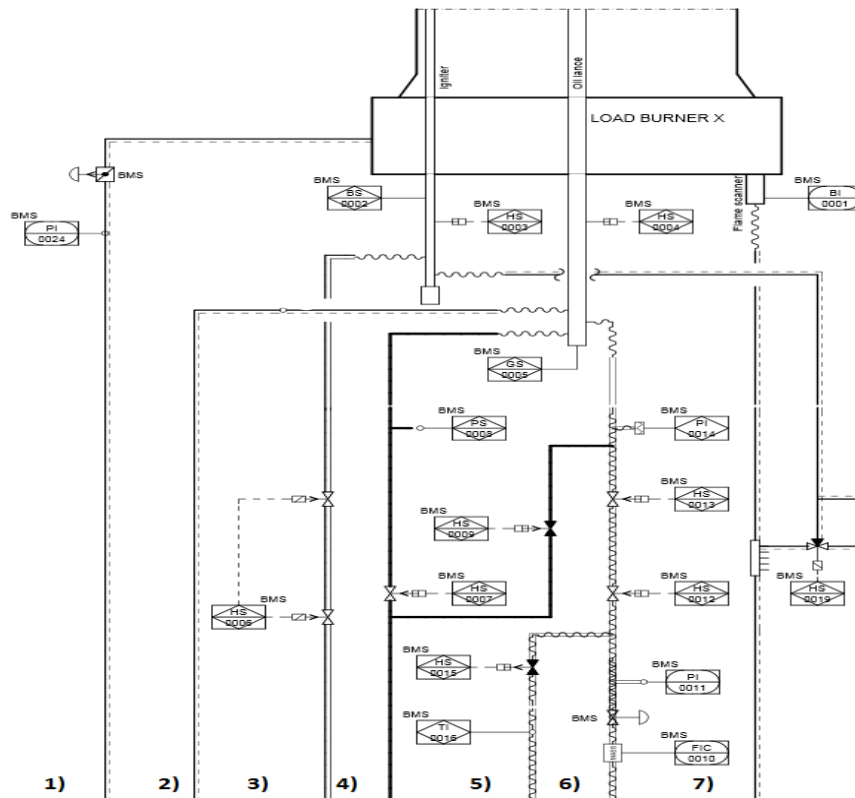 Igniter
Oil lance
LOAD BURNER X
BMS
BMS
BS
0002
BMS
BI
0001
Flame scanner
BMS
PI
0024
BMS
HS
0003
BMS
HS
0004
BMS
GS
0005
BMS
PS
0008
BMS
PI
0014
BMS
HS
0013
BMS
HS
0009
BMS
HS
0007
BMS
HS
0012
BMS
HS
0019
HS
0006
BMS
BMS
HS
0015
BMS
PI
0011
BMS
TI
0016
BMS
BMS
FIC
0010
MASS
1)
2)
3)
4)
5)
6)
7)